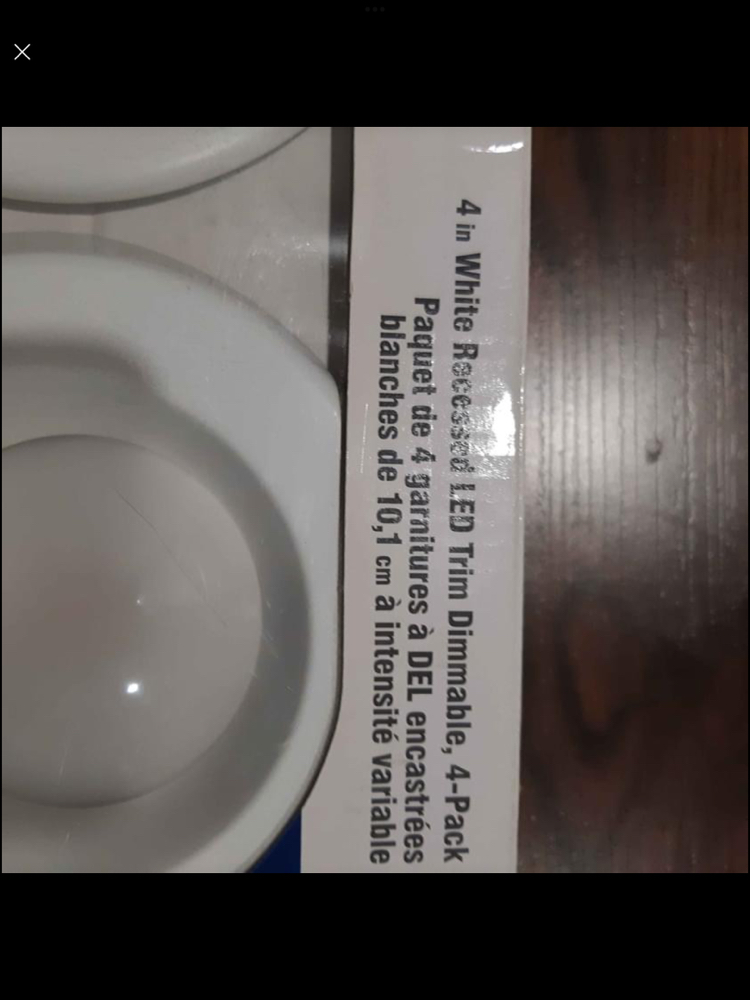 4 in White Recessed LED Trim Dimmable, 4-Pack
Paquet de 4 garnitures à DEL encastrées
blanches de 10,1 cm à intensité variable